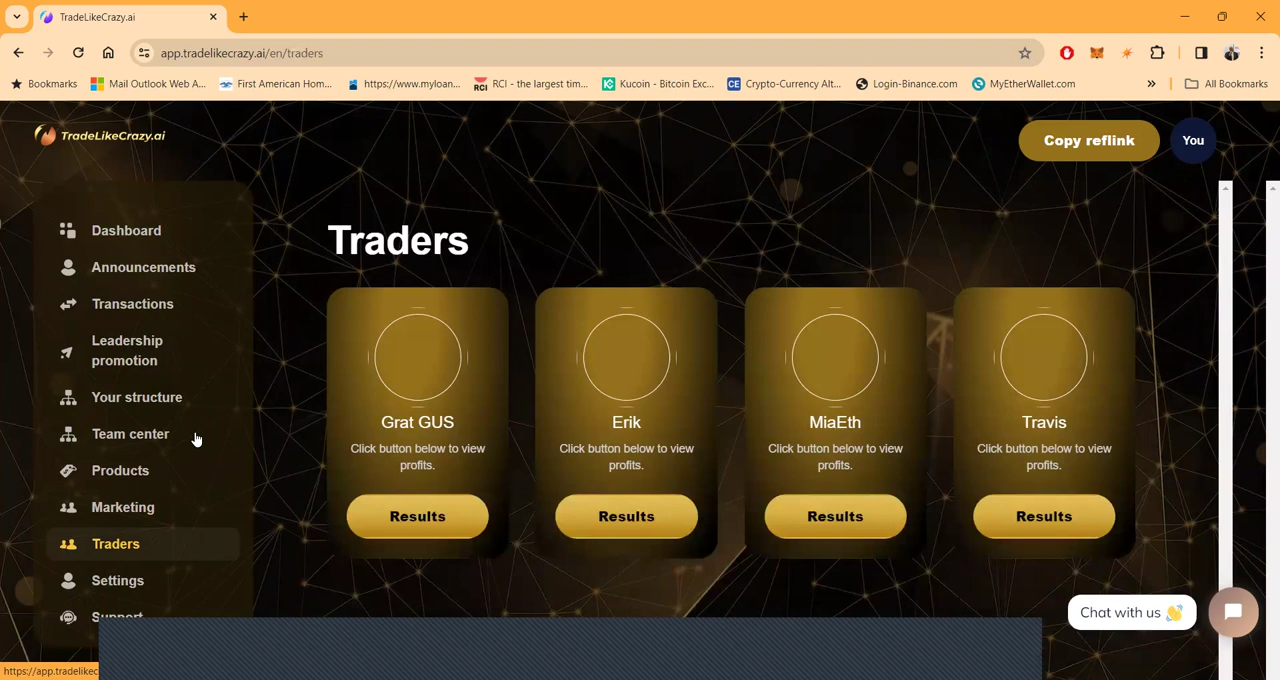 TradeLikeCrazy.ai
app.tradelikecrazy.ai/en/traders
Bookmarks
Mail Outlook Web A...
First American Hom...
https://www.myloan...
RCI - the largest tim...
Kucoin - Bitcoin Exc...
Crypto-Currency Alt...
Login-Binance.com
MyEtherWallet.com
»
All Bookmarks
TradeLikeCrazy.ai
Copy reflink
You
Dashboard
Announcements
Transactions
Leadership
promotion
Your structure
Team center
Products
Marketing
Traders
Settings
Support
Traders
Grat GUS
Click button below to view
profits.
Results
Erik
Click button below to view
profits.
Results
MiaEth
Click button below to view
profits.
Results
Travis
Click button below to view
profits.
Results
Chat with us 👋
https://app.tradelikec